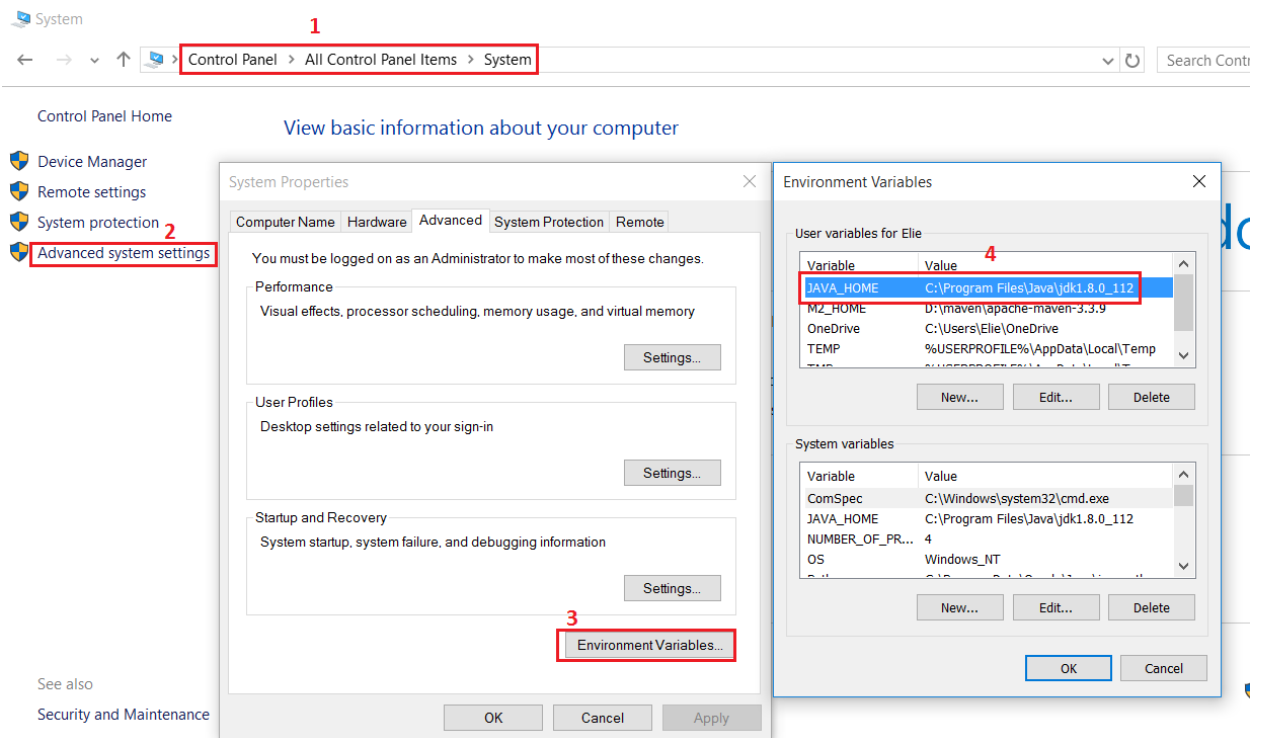 System
1
Control Panel > All Control Panel Items > System
Search Contr
Control Panel Home
View basic information about your computer
Device Manager
Remote settings
System protection
2
Advanced system settings
System Properties
Computer Name Hardware Advanced System Protection Remote
You must be logged on as an Administrator to make most of these changes.
Performance
Visual effects, processor scheduling, memory usage, and virtual memory
Settings...
User Profiles
Desktop settings related to your sign-in
Settings...
Startup and Recovery
System startup, system failure, and debugging information
Settings...
3
Environment Variables...
OK Cancel Apply
Environment Variables
User variables for Elie
4
Variable Value
JAVA_HOME C:\Program Files\Java\jdk1.8.0_112
M2_HOME D:\maven\apache-maven-3.3.9
OneDrive C:\Users\Elie\OneDrive
TEMP %USERPROFILE%\AppData\Local\Temp
New... Edit... Delete
System variables
Variable Value
ComSpec C:\Windows\system32\cmd.exe
JAVA_HOME C:\Program Files\Java\jdk1.8.0_112
NUMBER_OF_PR... 4
OS Windows_NT
New... Edit... Delete
OK Cancel
See also
Security and Maintenance